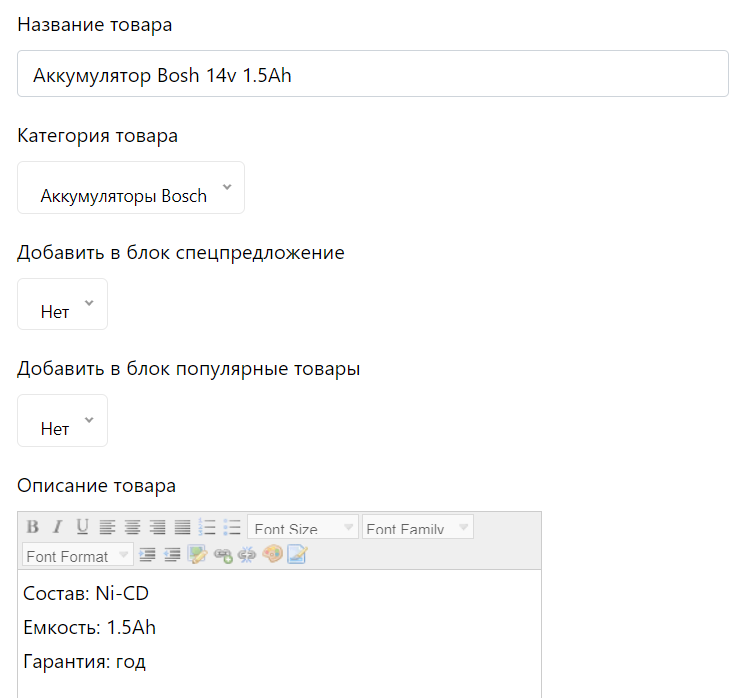 Название товара
Аккумулятор Bosh 14v 1.5Ah
Категория товара
Аккумуляторы Bosch
Добавить в блок спецпредложение
Нет
Добавить в блок популярные товары
Нет
Описание товара
B I U Font Size Font Family
Font Format
Состав: Ni-CD
Емкость: 1.5Ah
Гарантия: год